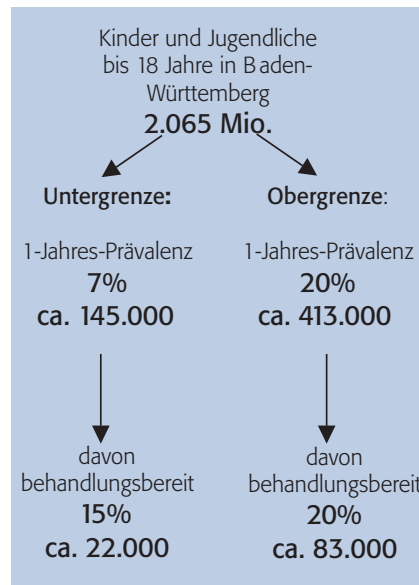 Kinder und Jugendliche
bis 18 Jahre in Baden-
Württemberg
2.065 Mio.
Untergrenze:
1-Jahres-Prävalenz
7%
ca. 145.000
davon
behandlungsbereit
15%
ca. 22.000
Obergrenze:
1-Jahres-Prävalenz
20%
ca. 413.000
davon
behandlungsbereit
20%
ca. 83.000